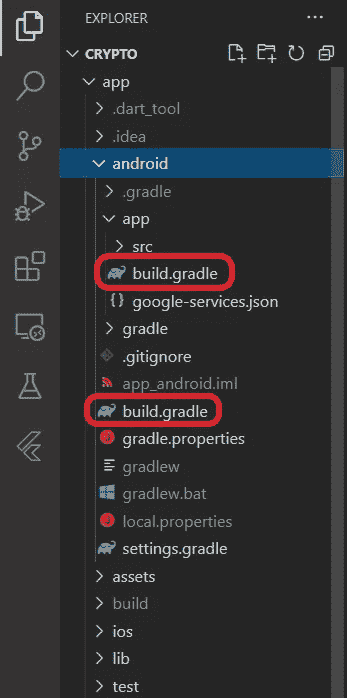 EXPLORER
CRYPTO
app
.dart_tool
.idea
android
.gradle
app
src
build.gradle
google-services.json
gradle
.gitignore
app_android.iml
build.gradle
gradle.properties
gradlew
gradlew.bat
local.properties
settings.gradle
assets
build
ios
lib
test